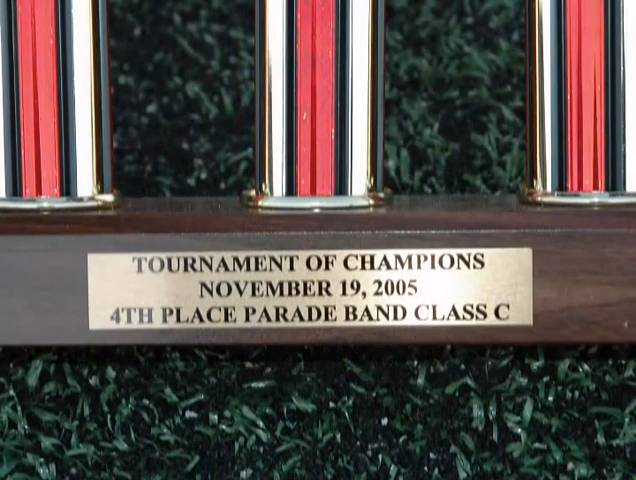 TOURNAMENT OF CHAMPIONS
NOVEMBER 19, 2005
4TH PLACE PARADE BAND CLASS C